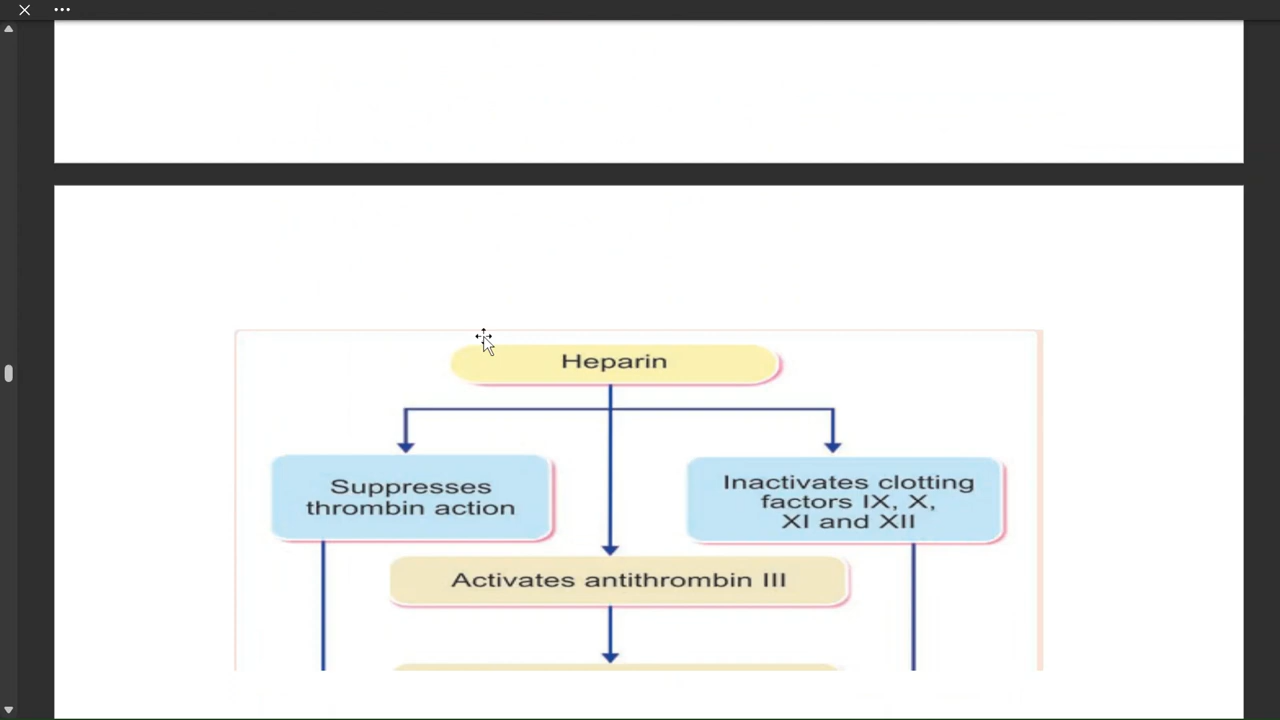 Heparin
Suppresses
thrombin action
Inactivates clotting
factors IX, X,
XI and XII
Activates antithrombin III